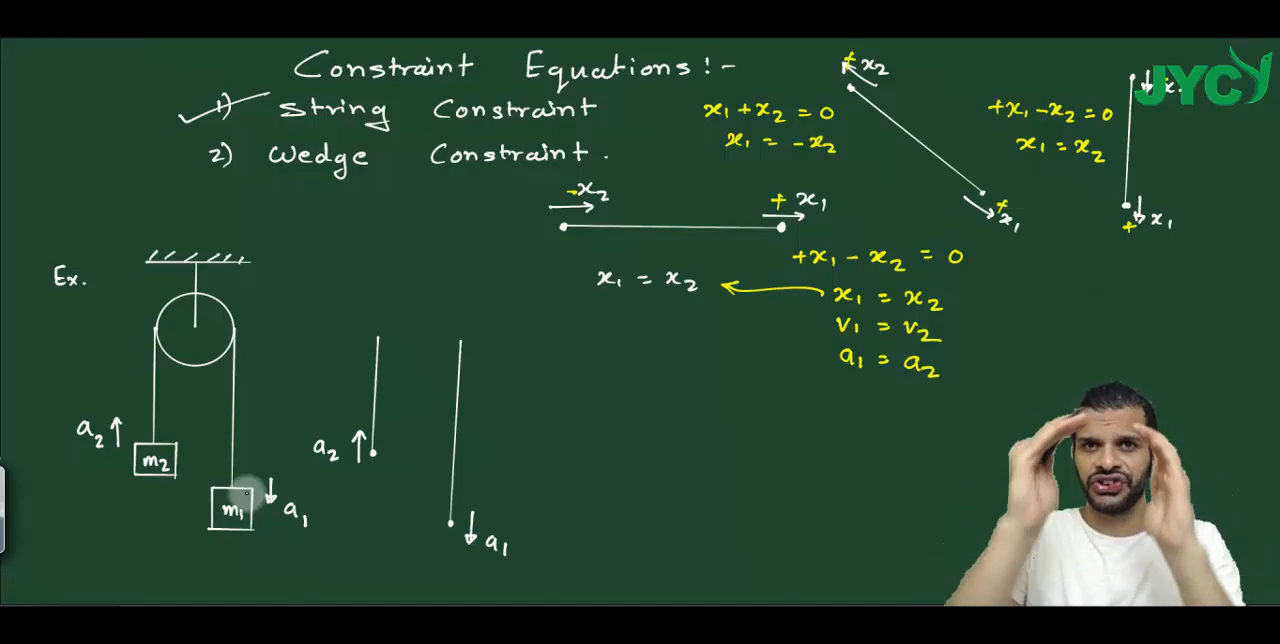 Constraint Equations :-
1) String Constraint
2) Wedge Constraint.
x₁ + x₂ = 0
x₁ = -x₂
+ x₂
+ x₁
+x₁ - x₂ = 0
x₁ = x₂
x₁
+
JYC
-x₂
+ x₁
+x₁ - x₂ = 0
x₁ = x₂
x₁ = x₂
v₁ = v₂
a₁ = a₂
Ex.
a₂
m₂
m₁
a₁
a₂
a₁